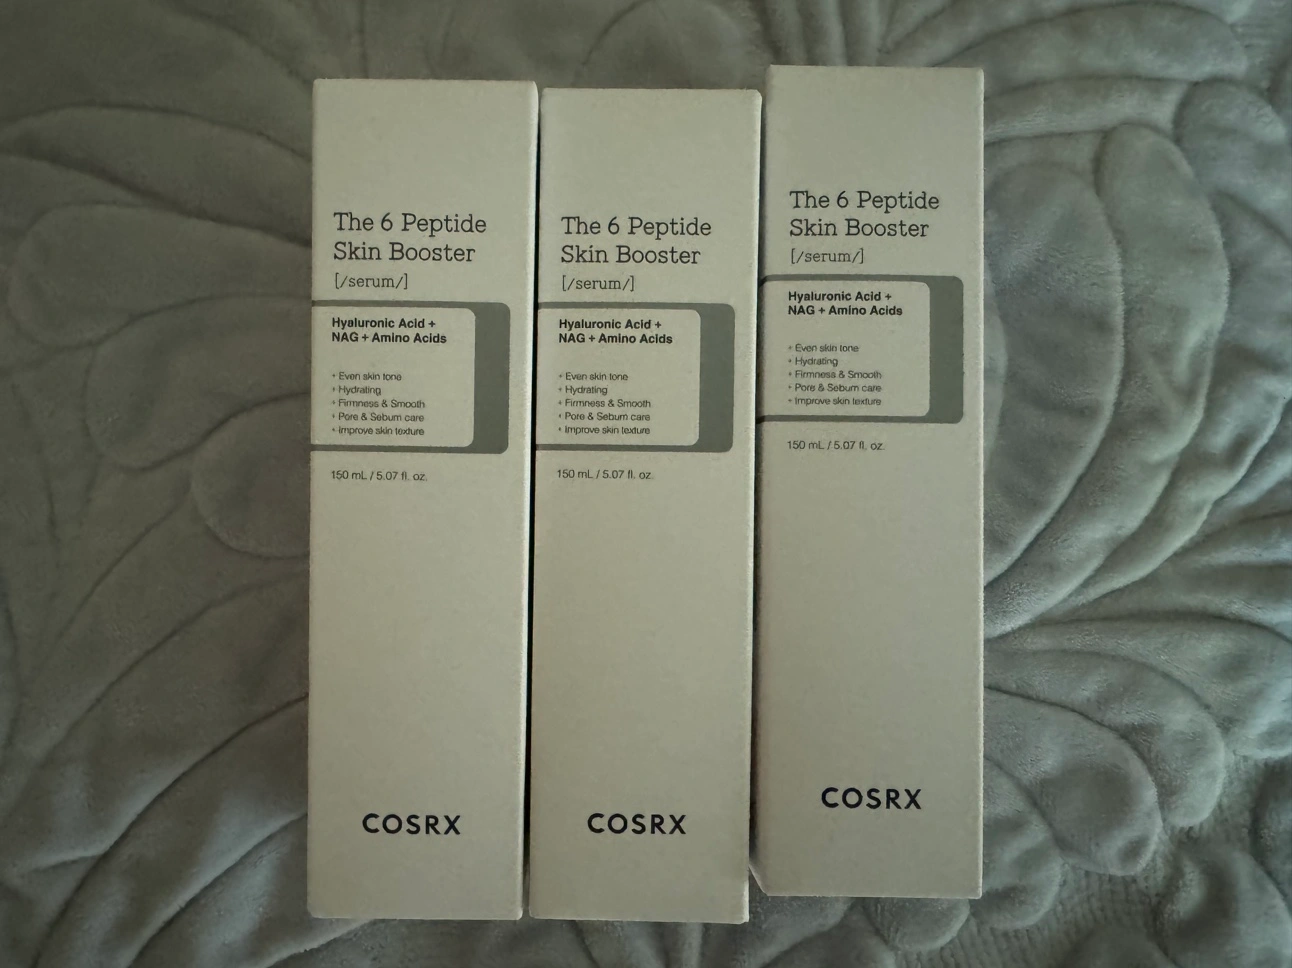 The 6 Peptide
Skin Booster
[/serum/]
Hyaluronic Acid +
NAG + Amino Acids
+ Even skin tone
+ Hydrating
+ Firmness & Smooth
+ Pore & Sebum care
+ Improve skin texture
150 mL / 5.07 fl. oz.
COSRX
The 6 Peptide
Skin Booster
[/serum/]
Hyaluronic Acid +
NAG + Amino Acids
+ Even skin tone
+ Hydrating
+ Firmness & Smooth
+ Pore & Sebum care
+ Improve skin texture
150 mL / 5.07 fl. oz.
COSRX
The 6 Peptide
Skin Booster
[/serum/]
Hyaluronic Acid +
NAG + Amino Acids
+ Even skin tone
+ Hydrating
+ Firmness & Smooth
+ Pore & Sebum care
+ Improve skin texture
150 mL / 5.07 fl. oz.
COSRX